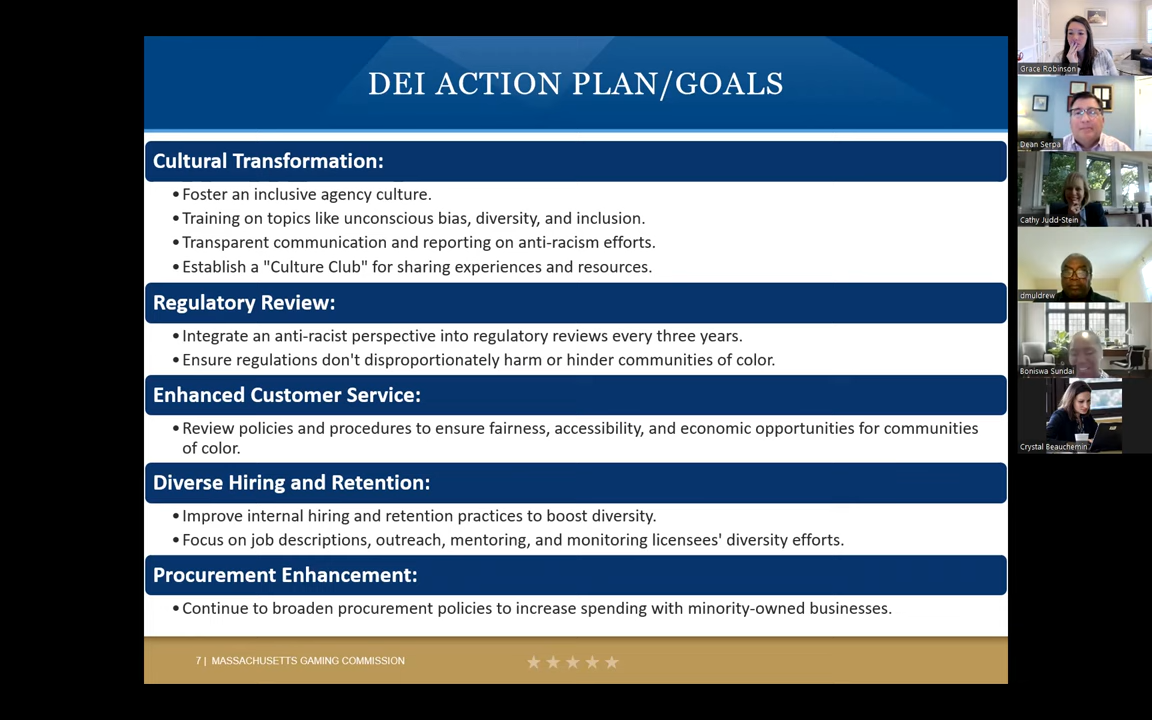 DEI ACTION PLAN/GOALS
Cultural Transformation:
• Foster an inclusive agency culture.
• Training on topics like unconscious bias, diversity, and inclusion.
• Transparent communication and reporting on anti-racism efforts.
• Establish a "Culture Club" for sharing experiences and resources.
Regulatory Review:
• Integrate an anti-racist perspective into regulatory reviews every three years.
• Ensure regulations don't disproportionately harm or hinder communities of color.
Enhanced Customer Service:
• Review policies and procedures to ensure fairness, accessibility, and economic opportunities for communities
of color.
Diverse Hiring and Retention:
• Improve internal hiring and retention practices to boost diversity.
• Focus on job descriptions, outreach, mentoring, and monitoring licensees' diversity efforts.
Procurement Enhancement:
• Continue to broaden procurement policies to increase spending with minority-owned businesses.
7 | MASSACHUSETTS GAMING COMMISSION
Grace Robinson
Dean Serpa
Cathy Judd-Stein
dmuldrew
Boniswa Sundai
Crystal Beauchemin